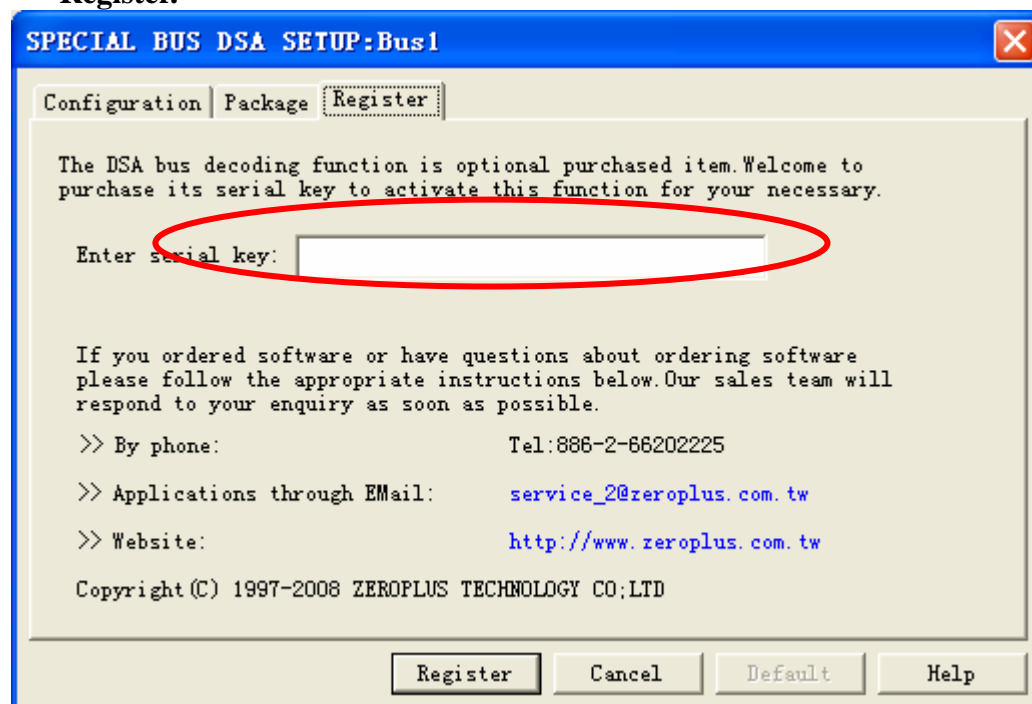 Register.
SPECIAL BUS DSA SETUP:Bus1
Configuration Package Register
The DSA bus decoding function is optional purchased item.Welcome to
purchase its serial key to activate this function for your necessary.
Enter serial key:
If you ordered software or have questions about ordering software
please follow the appropriate instructions below.Our sales team will
respond to your enquiry as soon as possible.
>> By phone: Tel:886-2-66202225
>> Applications through EMail: service_2@zeroplus.com.tw
>> Website: http://www.zeroplus.com.tw
Copyright(C) 1997-2008 ZEROPLUS TECHNOLOGY CO;LTD
Register Cancel Default Help